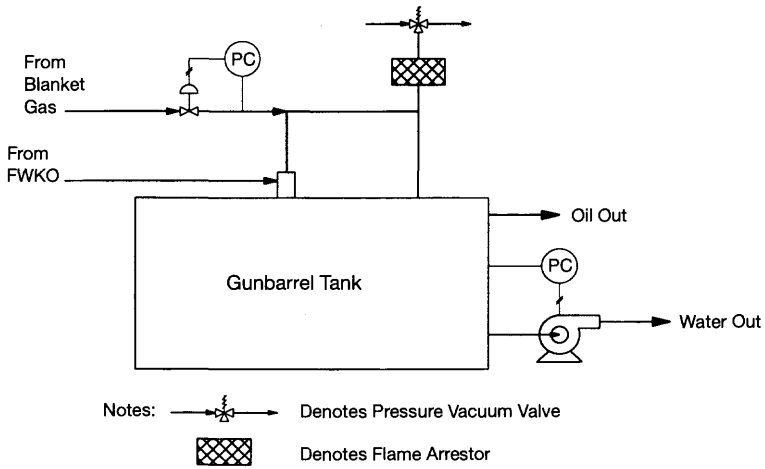 From
Blanket
Gas
PC
From
FWKO
Oil Out
Gunbarrel Tank
PC
Water Out
Notes:
Denotes Pressure Vacuum Valve
Denotes Flame Arrestor